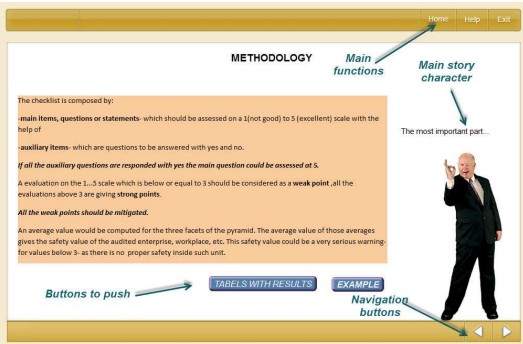 Home Help Exit
METHODOLOGY
Main
functions
Main story
character
The checklist is composed by:
-main items, questions or statements- which should be assessed on a 1(not good) to 5 (excellent) scale with the
help of
-auxiliary items- which are questions to be answered with yes and no.
If all the auxiliary questions are responded with yes the main question could be assessed at 5.
A evaluation on the 1...5 scale which is below or equal to 3 should be considered as a weak point ,all the
evaluations above 3 are giving strong points.
All the weak points should be mitigated.
An average value would be computed for the three facets of the pyramid. The average value of those averages
gives the safety value of the audited enterprise, workplace, etc. This safety value could be a very serious warning-
for values below 3- as there is no proper safety inside such unit.
The most important part...
Buttons to push
TABELS WITH RESULTS
EXAMPLE
Navigation
buttons